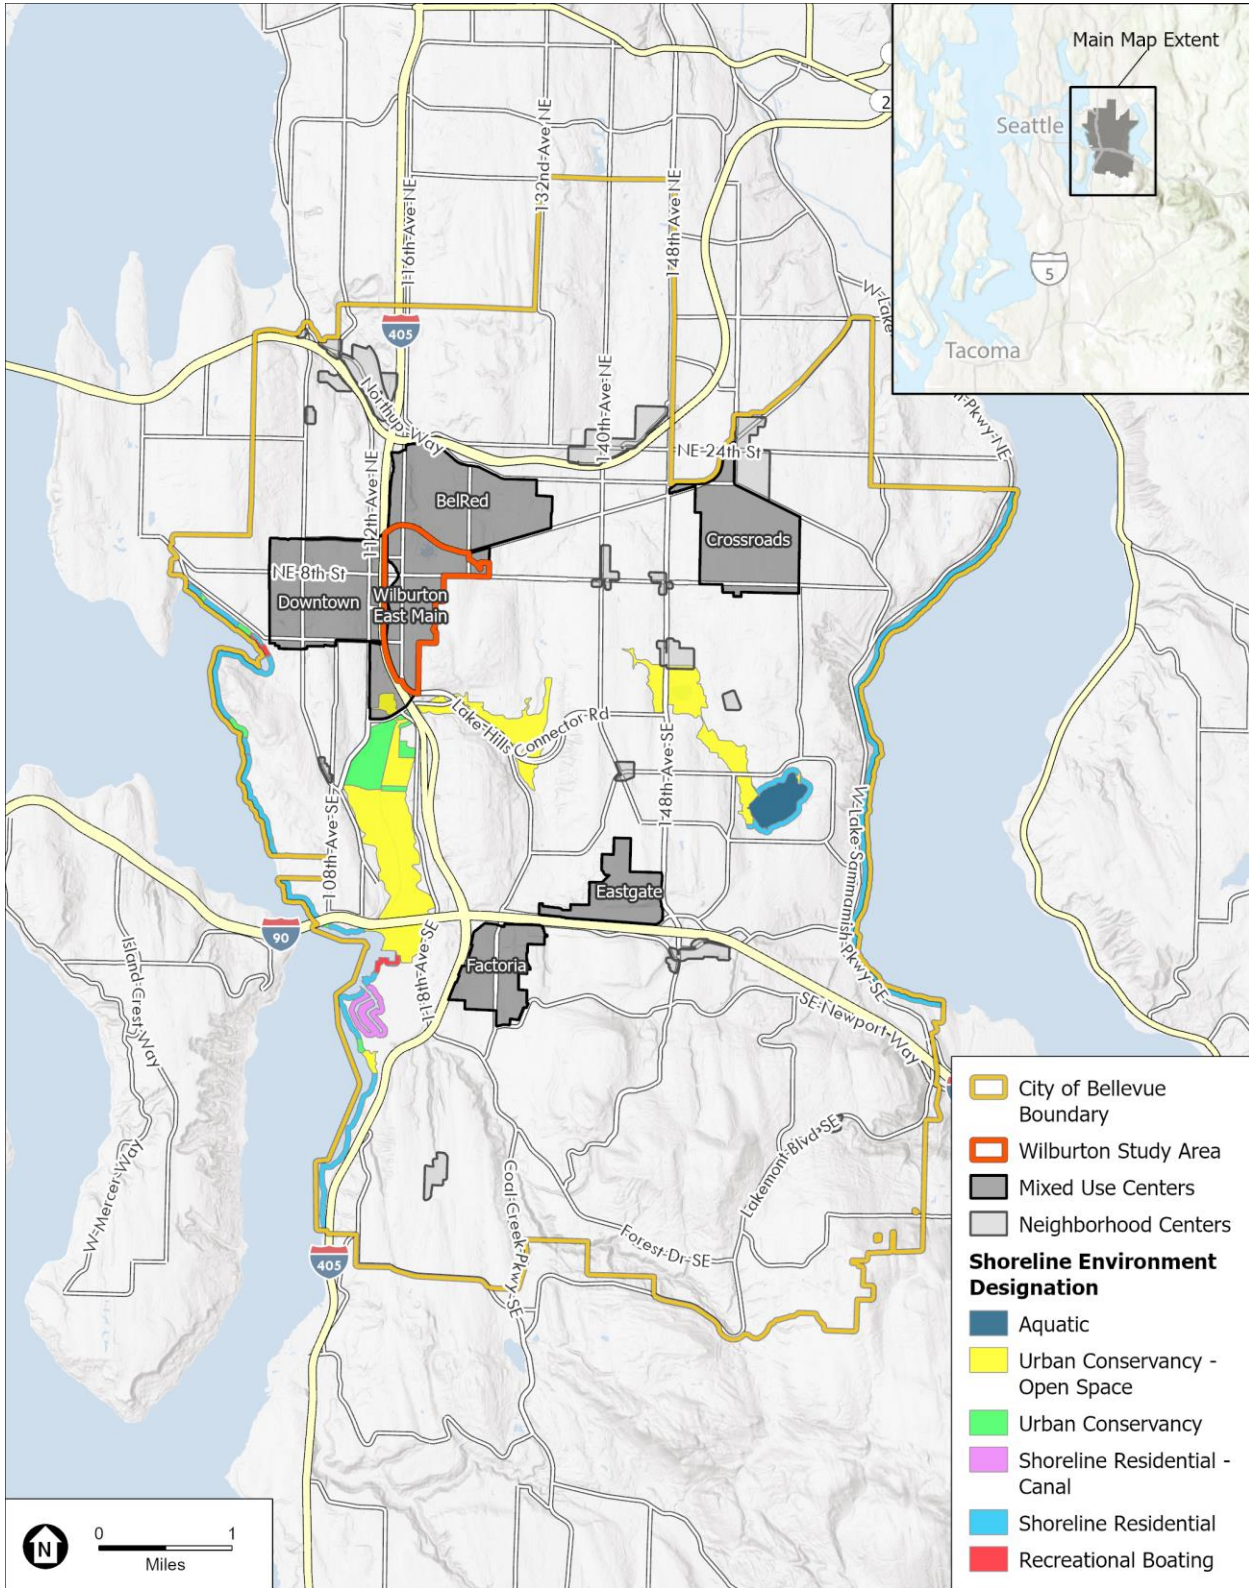 Main Map Extent
Seattle
5
Tacoma
2
132nd-Ave-NE
116th-Ave-NE
148th-Ave-NE
W-Lake
405
140th-Ave-NE
Northup-Way
NE-24th-St
Pkwy-NE
112th-Ave-NE
BelRed
Crossroads
NE-8th-St
Downtown
Wilburton
East Main
Lake-Hills
Connector-Rd
148th-Ave-SE
108th-Ave-SE
W-Lake-Sammamish-Pkwy-SE
Eastgate
90
118th-Ave-SE
Factoria
Island-Crest-Way
SE-Newport-Way
W-Mercer-Way
Lakemont-Blvd-SE
Coal-Creek-Pkwy-SE
Forest-Dr-SE
405
City of Bellevue
Boundary
Wilburton Study Area
Mixed Use Centers
Neighborhood Centers
Shoreline Environment
Designation
Aquatic
Urban Conservancy -
Open Space
Urban Conservancy
Shoreline Residential -
Canal
Shoreline Residential
Recreational Boating
N
0 1
Miles